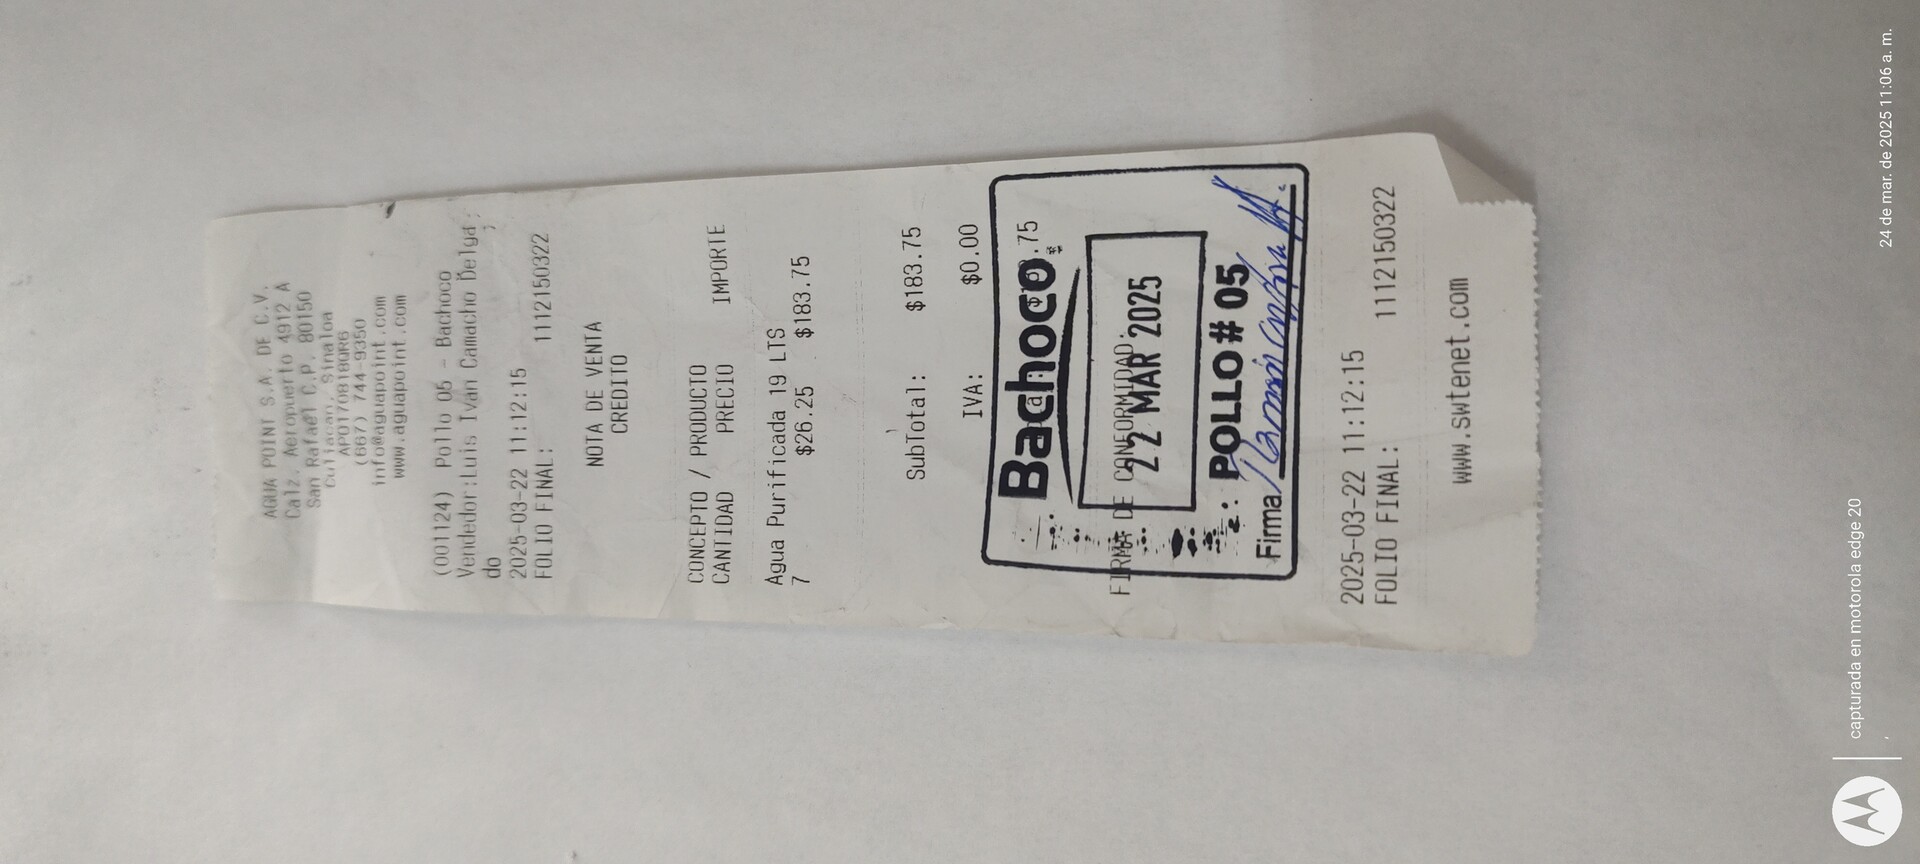 AGUA POINT S.A. DE C.V.
Calz. Aeropuerto 4912 A
San Rafael C.P. 80150
Culiacan, Sinaloa
APO170818QR6
(667) 744-9350
info@aguapoint.com
www.aguapoint.com
(001124) Pollo 05 - Bachoco
Vendedor:Luis Ivan Camacho Delga
do
2025-03-22 11:12:15
FOLIO FINAL: 1112150322
NOTA DE VENTA
CREDITO
CONCEPTO / PRODUCTO
CANTIDAD PRECIO IMPORTE
Agua Purificada 19 LTS
7 $26.25 $183.75
SubTotal: $183.75
IVA: $0.00
Bachoco
.75
FIRMA DE CONFORMIDAD.
22 MAR 2025
: POLLO # 05
Firma
2025-03-22 11:12:15
FOLIO FINAL: 1112150322
www.swtenet.com
capturada en motorola edge 20
24 de mar. de 2025 11:06 a. m.